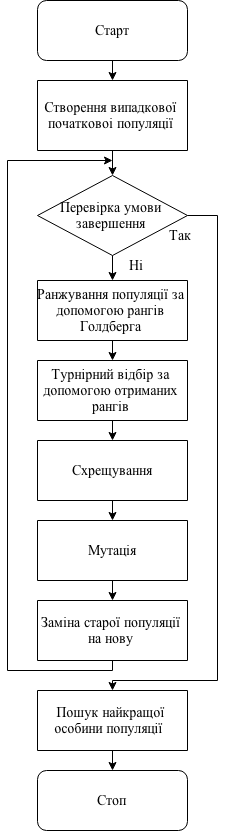 Старт
Створення випадкової
початкової популяції
Перевірка умови
завершення
Так
Ні
Ранжування популяції за
допомогою рангів
Голдберга
Турнірний відбір за
допомогою отриманих
рангів
Схрещування
Мутація
Заміна старої популяції
на нову
Пошук найкращої
особини популяції
Стоп